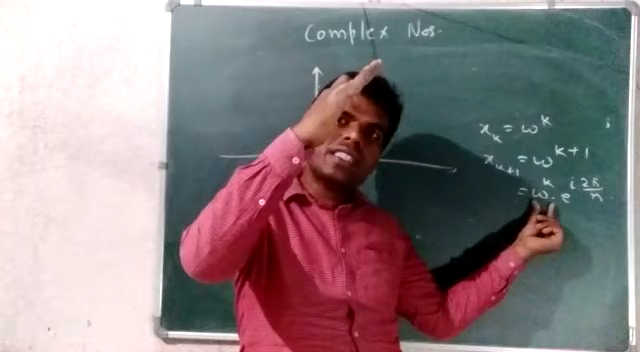 Complex Nos.
x_k = ω^k ;
x_{k+1} = ω^{k+1}
= ω^k . e^{i 2π/n}.